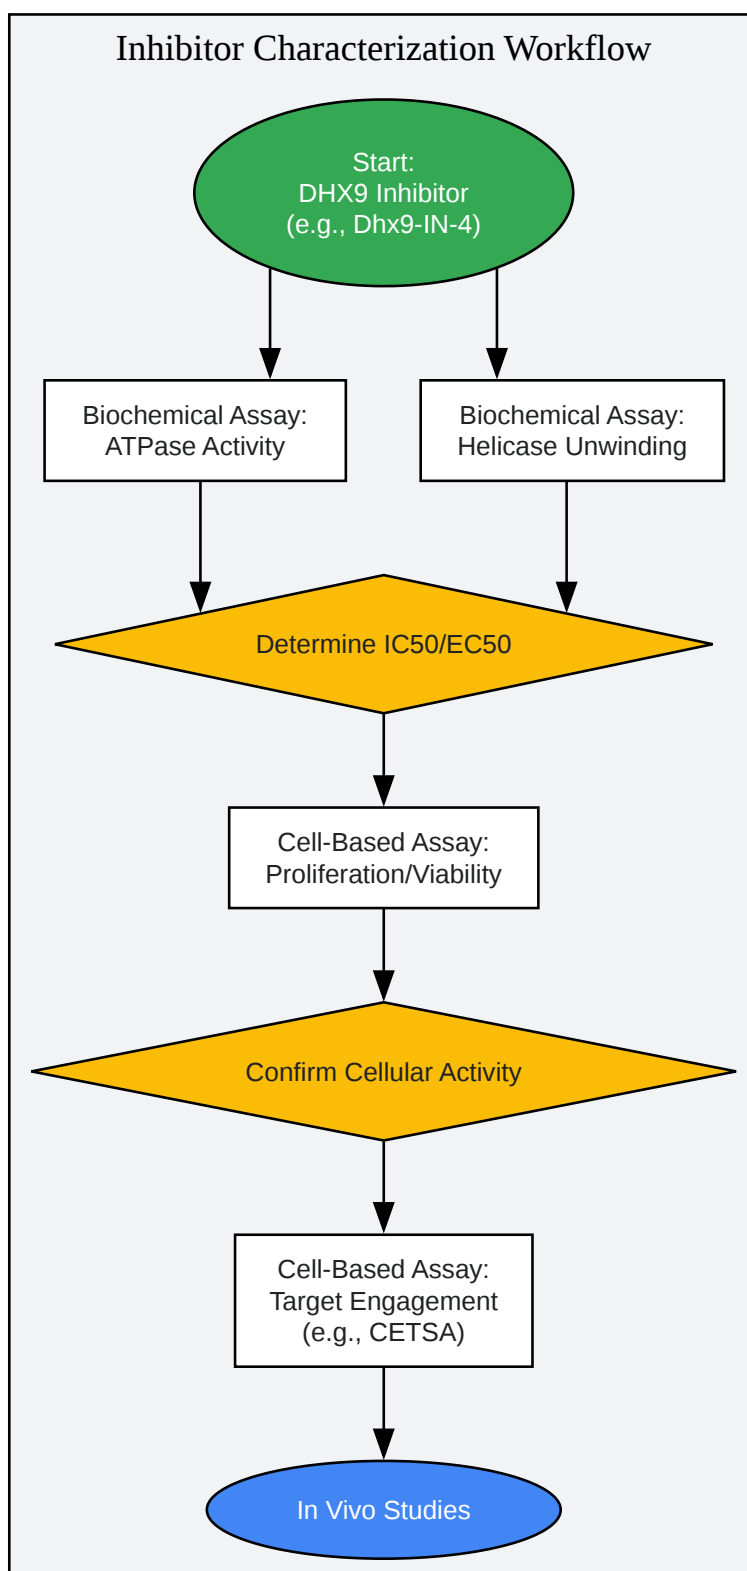 Inhibitor Characterization Workflow
Start:
DHX9 Inhibitor
(e.g., Dhx9-IN-4)
Biochemical Assay:
ATPase Activity
Biochemical Assay:
Helicase Unwinding
Determine IC50/EC50
Cell-Based Assay:
Proliferation/Viability
Confirm Cellular Activity
Cell-Based Assay:
Target Engagement
(e.g., CETSA)
In Vivo Studies